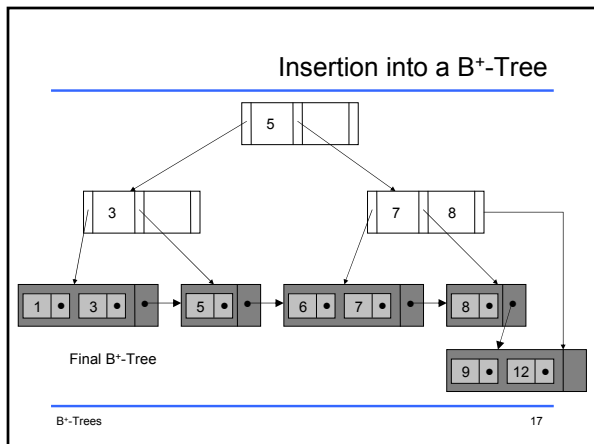 Insertion into a B⁺-Tree
5
3
7 8
1 3 5 6 7 8
Final B⁺-Tree
9 12
B⁺-Trees 17